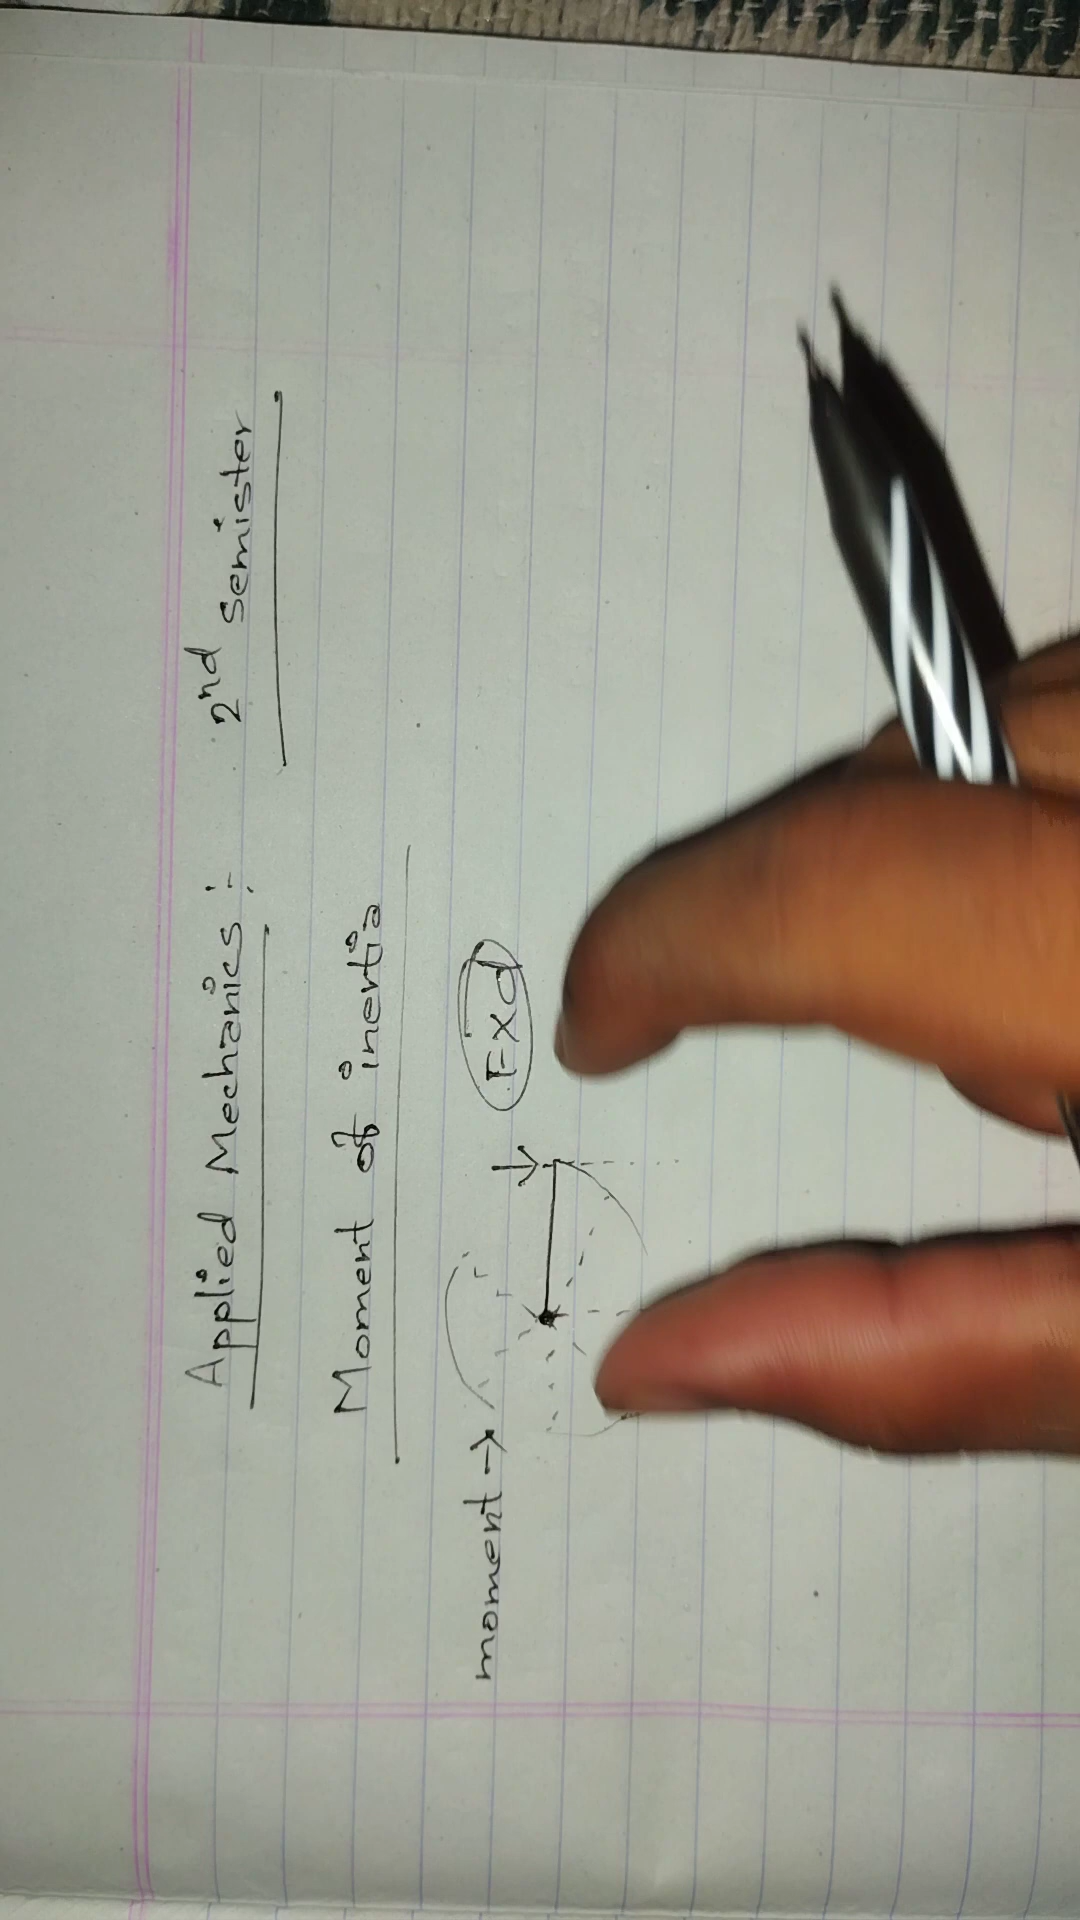 Applied Mechanics :- 2nd semister
Moment of inertia
moment → F×d